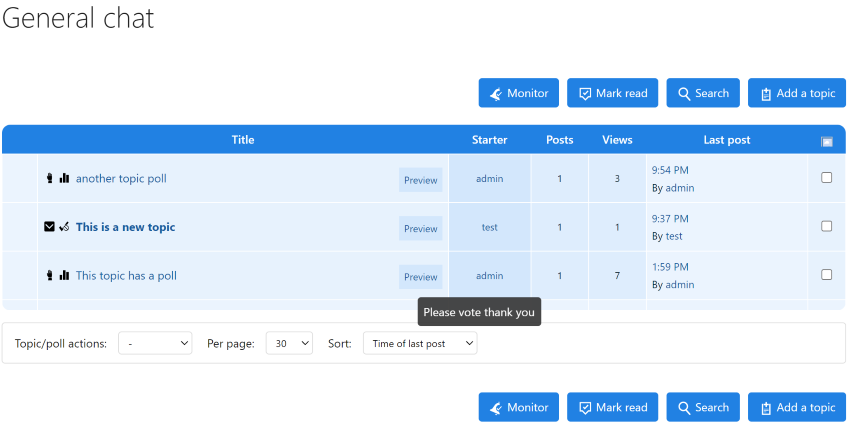 General chat
Monitor Mark read Search Add a topic
Title Starter Posts Views Last post
another topic poll Preview admin 1 3 9:54 PM
By admin
This is a new topic Preview test 1 1 9:37 PM
By test
This topic has a poll Preview admin 1 7 1:59 PM
By admin
Please vote thank you
Topic/poll actions: - Per page: 30 Sort: Time of last post
Monitor Mark read Search Add a topic